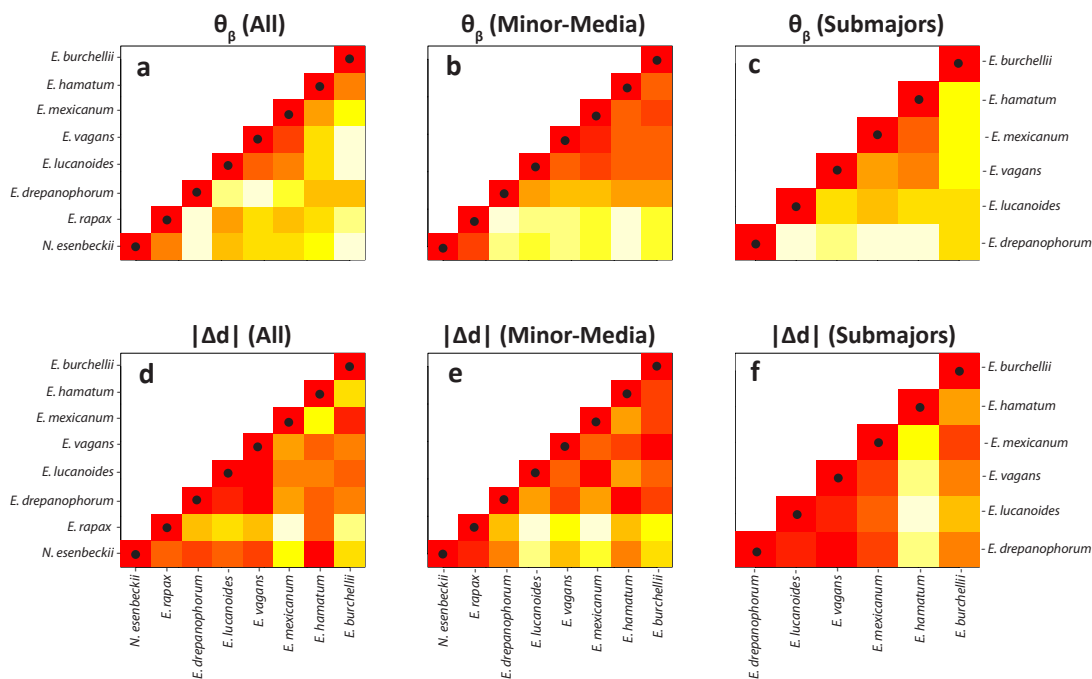 θβ (All)
θβ (Minor-Media)
θβ (Submajors)
a
b
c
E. burchellii
E. hamatum
E. mexicanum
E. vagans
E. lucanoides
E. drepanophorum
E. rapax
N. esenbeckii
E. burchellii
E. hamatum
E. mexicanum
E. vagans
E. lucanoides
E. drepanophorum
|Δd| (All)
|Δd| (Minor-Media)
|Δd| (Submajors)
d
e
f
E. burchellii
E. hamatum
E. mexicanum
E. vagans
E. lucanoides
E. drepanophorum
E. rapax
N. esenbeckii
E. burchellii
E. hamatum
E. mexicanum
E. vagans
E. lucanoides
E. drepanophorum
N. esenbeckii
E. rapax
E. drepanophorum
E. lucanoides
E. vagans
E. mexicanum
E. hamatum
E. burchellii
N. esenbeckii
E. rapax
E. drepanophorum
E. lucanoides
E. vagans
E. mexicanum
E. hamatum
E. burchellii
E. drepanophorum
E. lucanoides
E. vagans
E. mexicanum
E. hamatum
E. burchellii